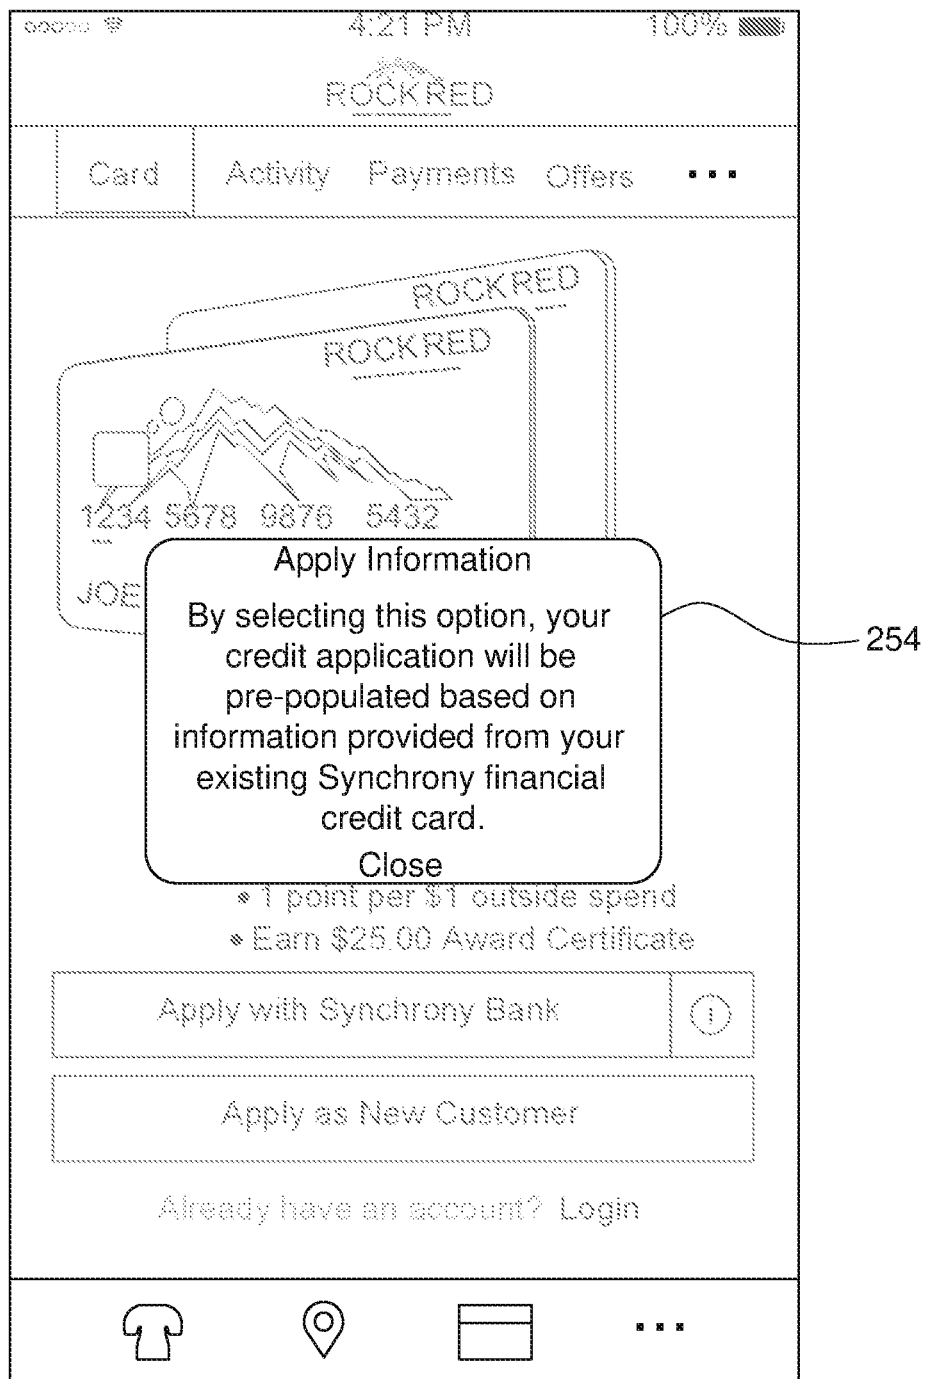 4:21 PM 100%
ROCKRED
Card Activity Payments Offers ...
ROCKRED
ROCKRED
1234 5678 9876 5432
JOE
Apply Information
By selecting this option, your
credit application will be
pre-populated based on
information provided from your
existing Synchrony financial
credit card.
Close
254
• 1 point per $1 outside spend
• Earn $25.00 Award Certificate
Apply with Synchrony Bank i
Apply as New Customer
Already have an account? Login
...